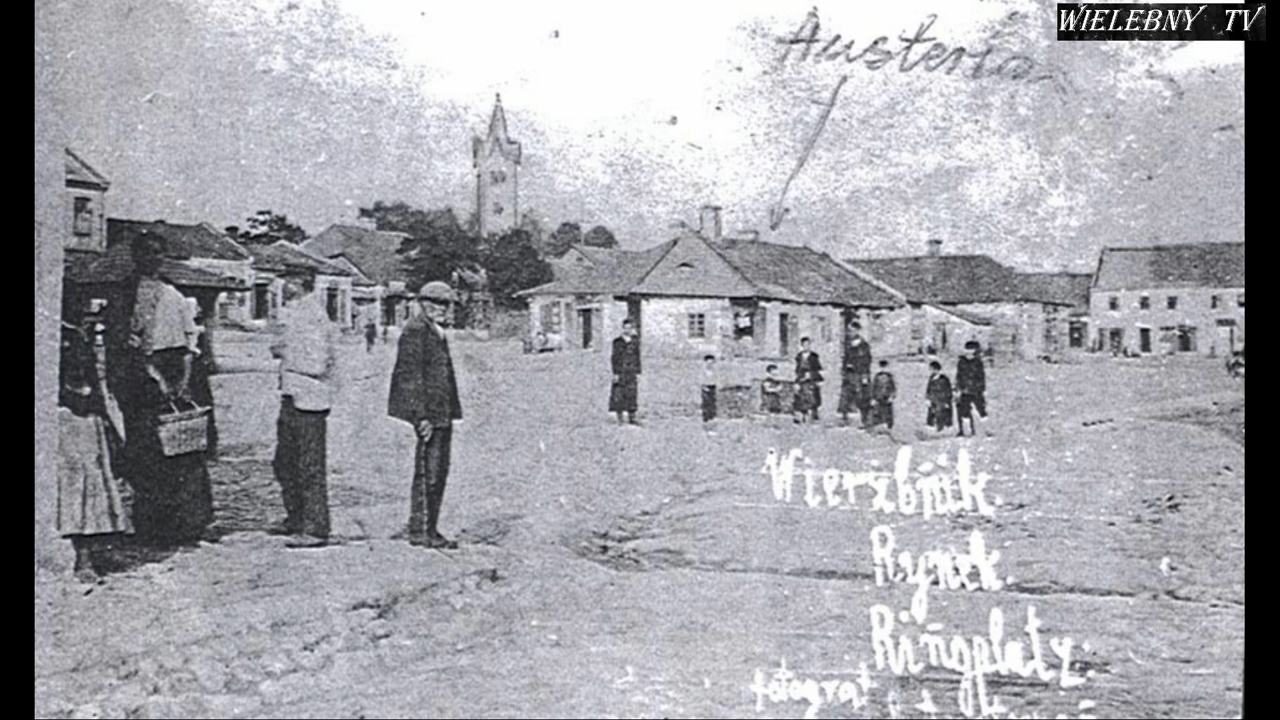 WIELEBNY TV
Austeria
Wierzbnik.
Rynek.
Ringplatz.
fotograf